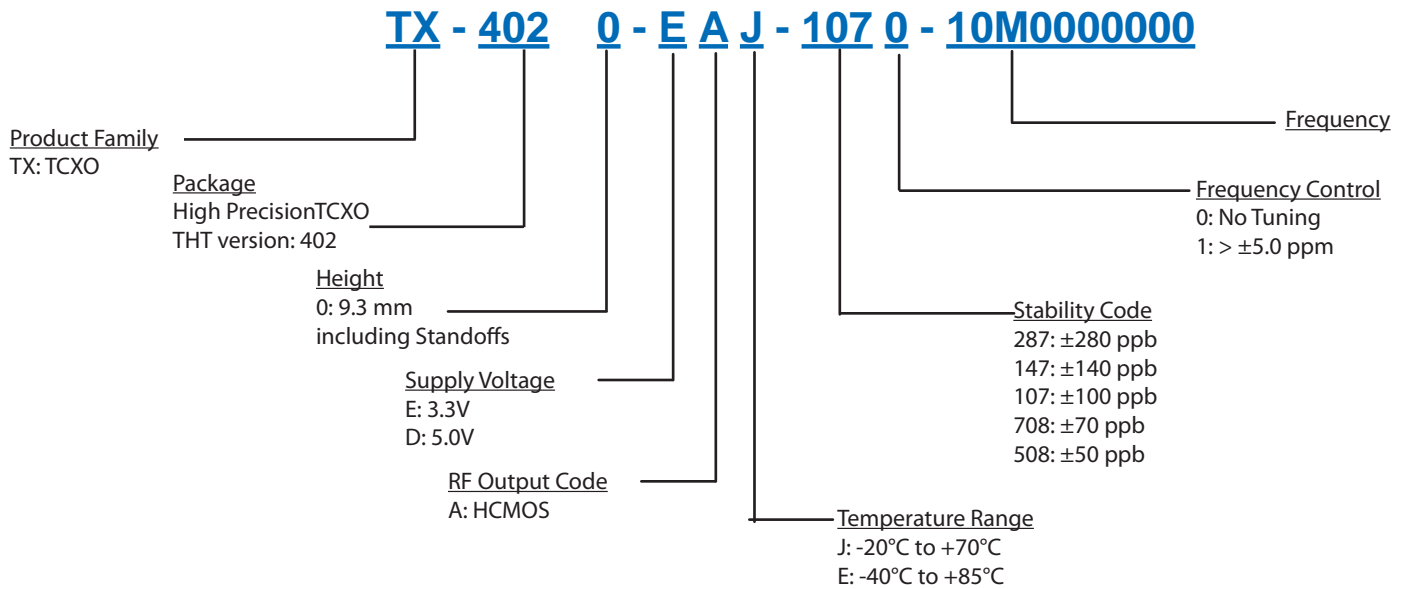 TX - 402 0 - E A J - 107 0 - 10M0000000
Product Family
TX: TCXO
Package
High PrecisionTCXO
THT version: 402
Height
0: 9.3 mm
including Standoffs
Supply Voltage
E: 3.3V
D: 5.0V
RF Output Code
A: HCMOS
Temperature Range
J: -20°C to +70°C
E: -40°C to +85°C
Stability Code
287: ±280 ppb
147: ±140 ppb
107: ±100 ppb
708: ±70 ppb
508: ±50 ppb
Frequency Control
0: No Tuning
1: > ±5.0 ppm
Frequency